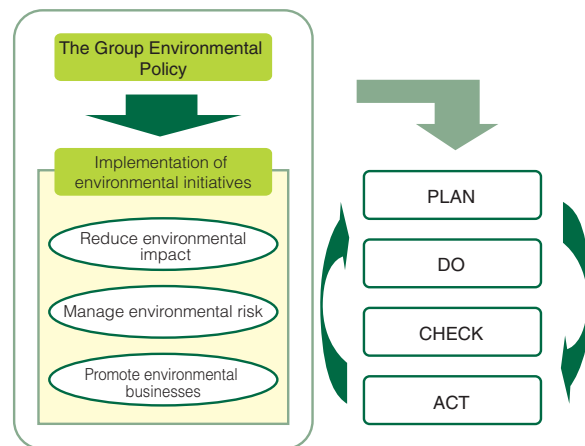 The Group Environmental
Policy
Implementation of
environmental initiatives
Reduce environmental
impact
Manage environmental risk
Promote environmental
businesses
PLAN
DO
CHECK
ACT